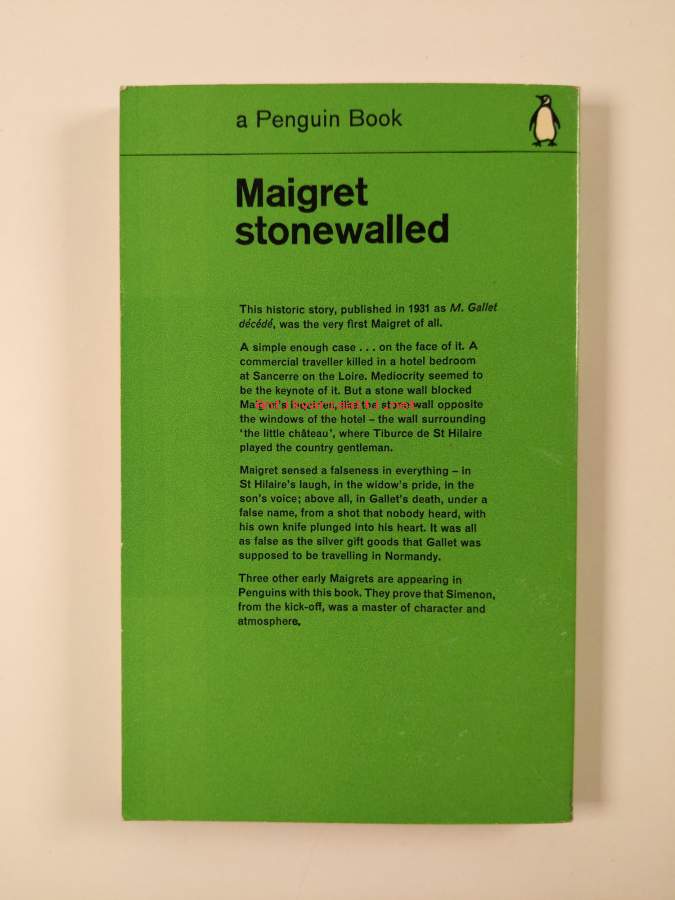 a Penguin Book
Maigret
stonewalled
This historic story, published in 1931 as M. Gallet
décédé, was the very first Maigret of all.
A simple enough case . . . on the face of it. A
commercial traveller killed in a hotel bedroom
at Sancerre on the Loire. Mediocrity seemed to
be the keynote of it. But a stone wall blocked
wall opposite
the windows of the hotel – the wall surrounding
‘the little château’, where Tiburce de St Hilaire
played the country gentleman.
Maigret sensed a falseness in everything – in
St Hilaire's laugh, in the widow's pride, in the
son's voice; above all, in Gallet's death, under a
false name, from a shot that nobody heard, with
his own knife plunged into his heart. It was all
as false as the silver gift goods that Gallet was
supposed to be travelling in Normandy.
Three other early Maigrets are appearing in
Penguins with this book. They prove that Simenon,
from the kick-off, was a master of character and
atmosphere.